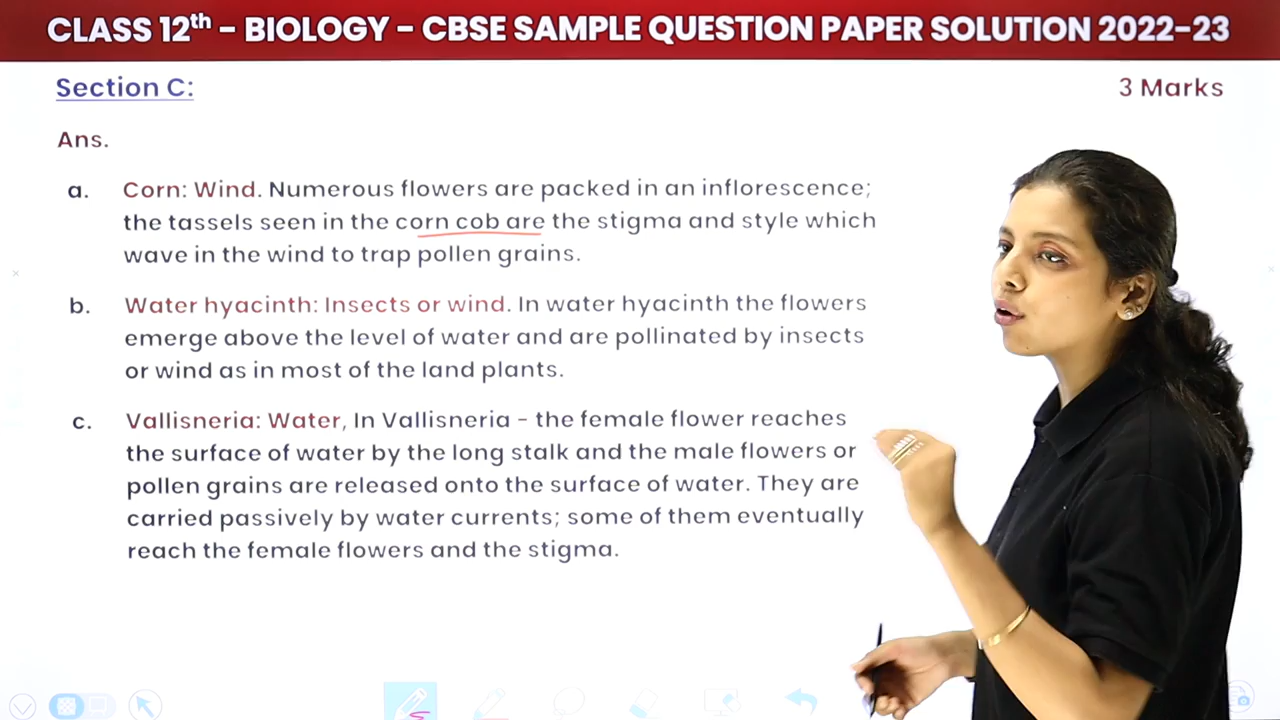 CLASS 12th – BIOLOGY – CBSE SAMPLE QUESTION PAPER SOLUTION 2022–23
Section C: 3 Marks
Ans.
a. Corn: Wind. Numerous flowers are packed in an inflorescence;
the tassels seen in the corn cob are the stigma and style which
wave in the wind to trap pollen grains.
b. Water hyacinth: Insects or wind. In water hyacinth the flowers
emerge above the level of water and are pollinated by insects
or wind as in most of the land plants.
c. Vallisneria: Water, In Vallisneria – the female flower reaches
the surface of water by the long stalk and the male flowers or
pollen grains are released onto the surface of water. They are
carried passively by water currents; some of them eventually
reach the female flowers and the stigma.